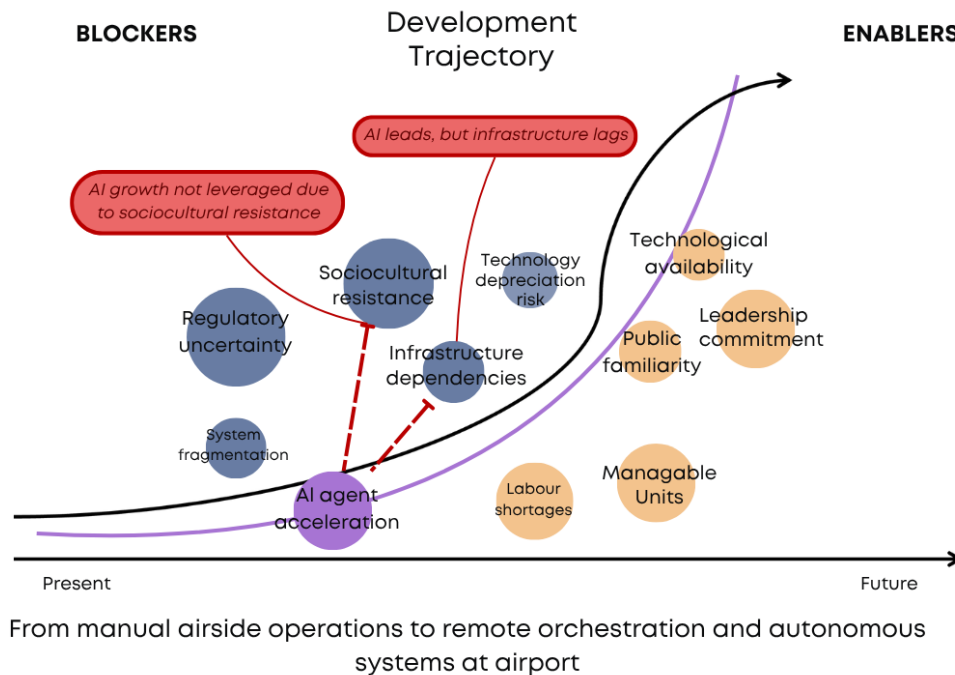 BLOCKERS
Development
Trajectory
ENABLERS
AI leads, but infrastructure lags
AI growth not leveraged due
to sociocultural resistance
Sociocultural
resistance
Technology
depreciation
risk
Technological
availability
Regulatory
uncertainty
Leadership
commitment
Infrastructure
dependencies
Public
familiarity
System
fragmentation
AI agent
acceleration
Labour
shortages
Managable
Units
Present
Future
From manual airside operations to remote orchestration and autonomous
systems at airport